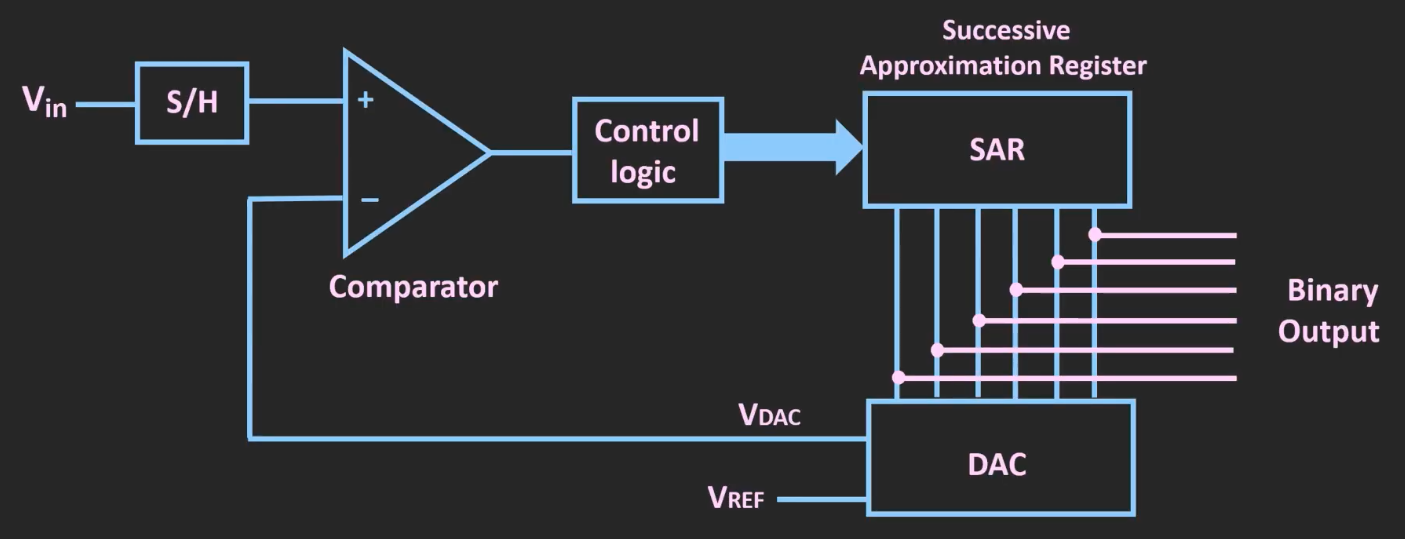 Successive
Approximation Register
Vin
S/H
+
Control
logic
SAR
–
Comparator
Binary
Output
VDAC
DAC
VREF